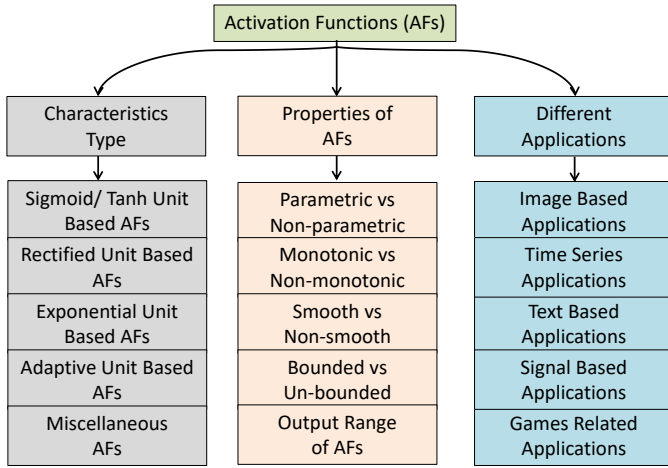 Activation Functions (AFs)
Characteristics
Type
Sigmoid/ Tanh Unit
Based AFs
Rectified Unit Based
AFs
Exponential Unit
Based AFs
Adaptive Unit Based
AFs
Miscellaneous
AFs
Properties of
AFs
Parametric vs
Non-parametric
Monotonic vs
Non-monotonic
Smooth vs
Non-smooth
Bounded vs
Un-bounded
Output Range
of AFs
Different
Applications
Image Based
Applications
Time Series
Applications
Text Based
Applications
Signal Based
Applications
Games Related
Applications